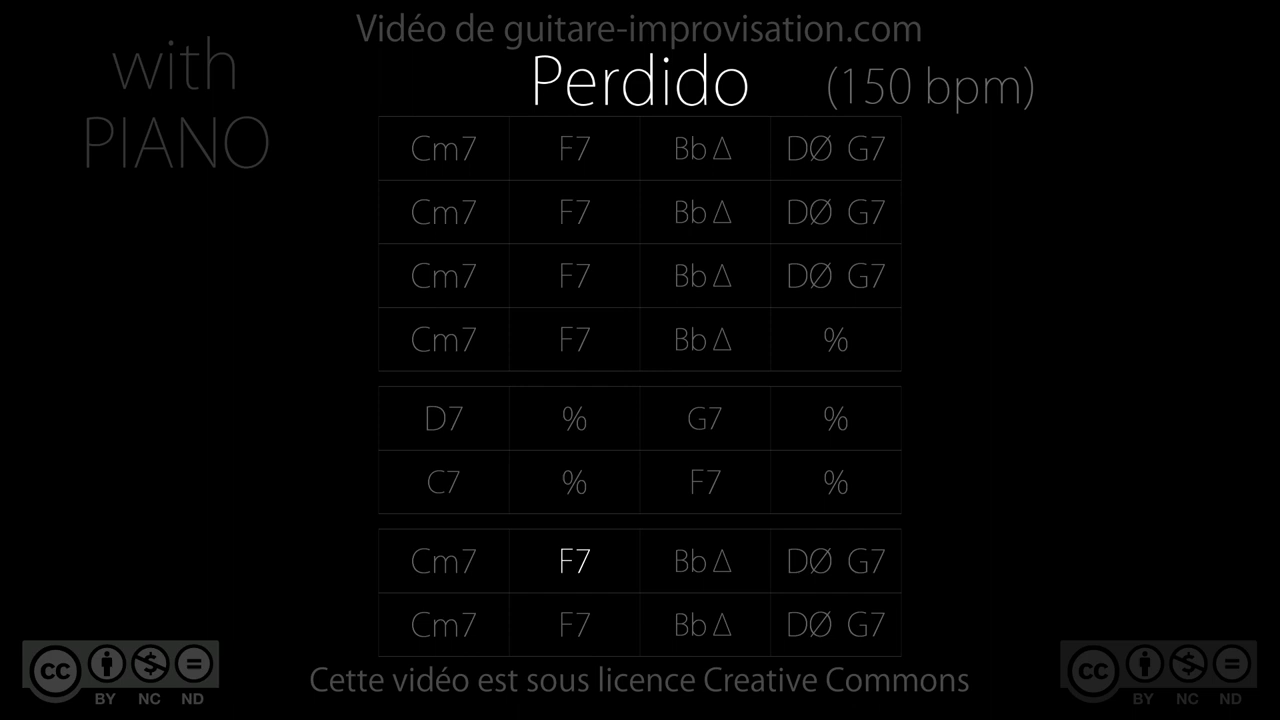 Vidéo de guitare-improvisation.com
with
PIANO
Perdido (150 bpm)
Cm7 F7 Bb Δ DØ G7
Cm7 F7 Bb Δ DØ G7
Cm7 F7 Bb Δ DØ G7
Cm7 F7 Bb Δ %
D7 % G7 %
C7 % F7 %
Cm7 F7 Bb Δ DØ G7
Cm7 F7 Bb Δ DØ G7
cc BY NC ND
Cette vidéo est sous licence Creative Commons
cc BY NC ND